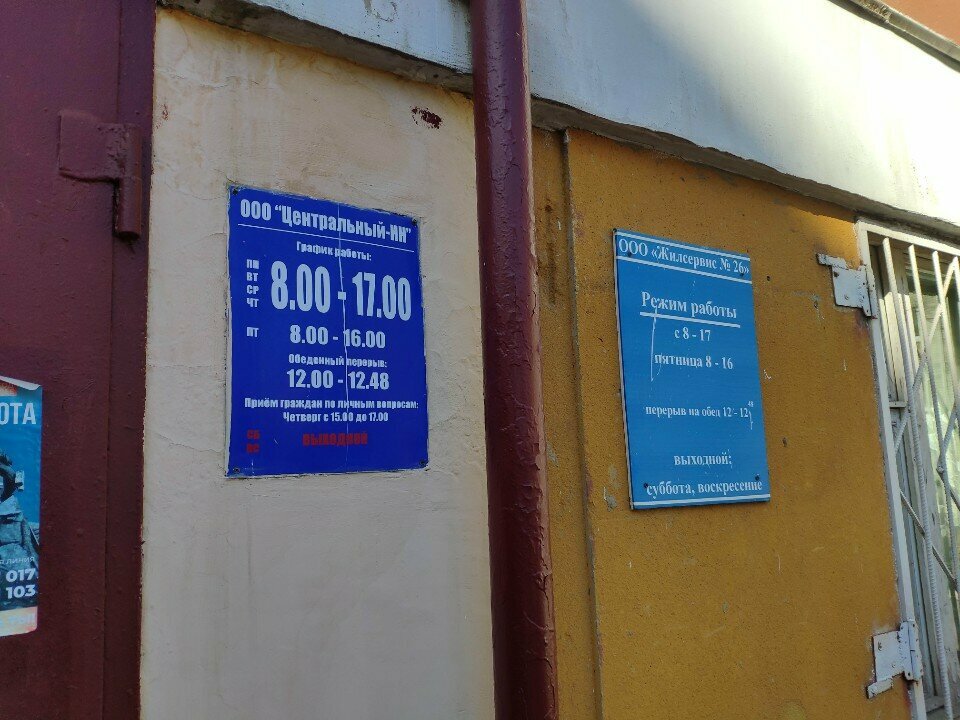 ООО "Центральный-НН"
График работы:
ПН
ВТ
СР
ЧТ
8.00 - 17.00
ПТ
8.00 - 16.00
Обеденный перерыв:
12.00 - 12.48
Приём граждан по личным вопросам:
Четверг с 15.00 до 17.00
СБ
ВС
ВЫХОДНОЙ
ООО «Жилсервис № 26»
Режим работы
с 8 - 17
пятница 8 - 16
перерыв на обед 12 - 12 48
выходной:
суббота, воскресение
ОТА
ЛИНИЯ
017
103